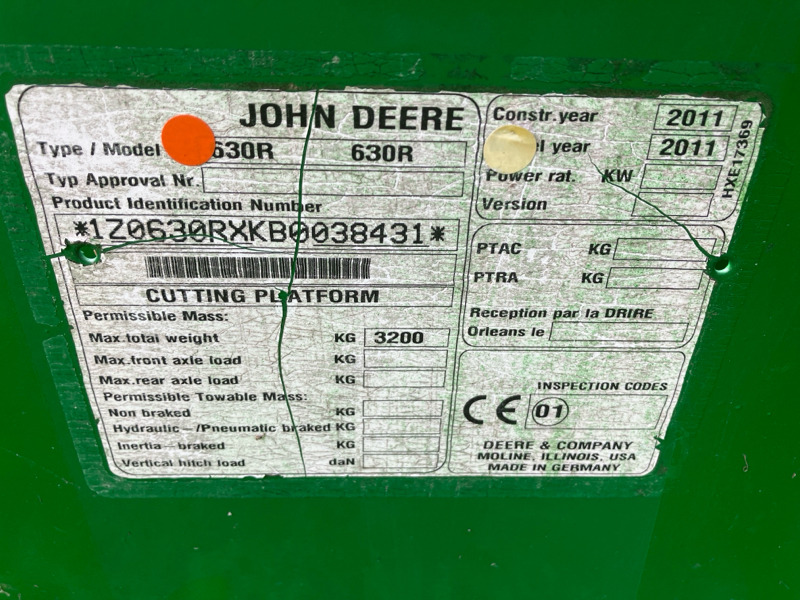 JOHN DEERE
Type / Model 630R 630R
Typ Approval Nr.
Product Identification Number
*1Z0630RXKB0038431*
CUTTING PLATFORM
Permissible Mass:
Max.total weight KG 3200
Max.front axle load KG
Max.rear axle load KG
Permissible Towable Mass:
Non braked KG
Hydraulic-/Pneumatic braked KG
Inertia-braked KG
Vertical hitch load daN
Constr.year 2011
el year 2011
Power rat. KW
Version
HXE17369
PTAC KG
PTRA KG
Reception par la DRIRE
Orleans le
INSPECTION CODES
CE 01
DEERE & COMPANY
MOLINE, ILLINOIS, USA
MADE IN GERMANY